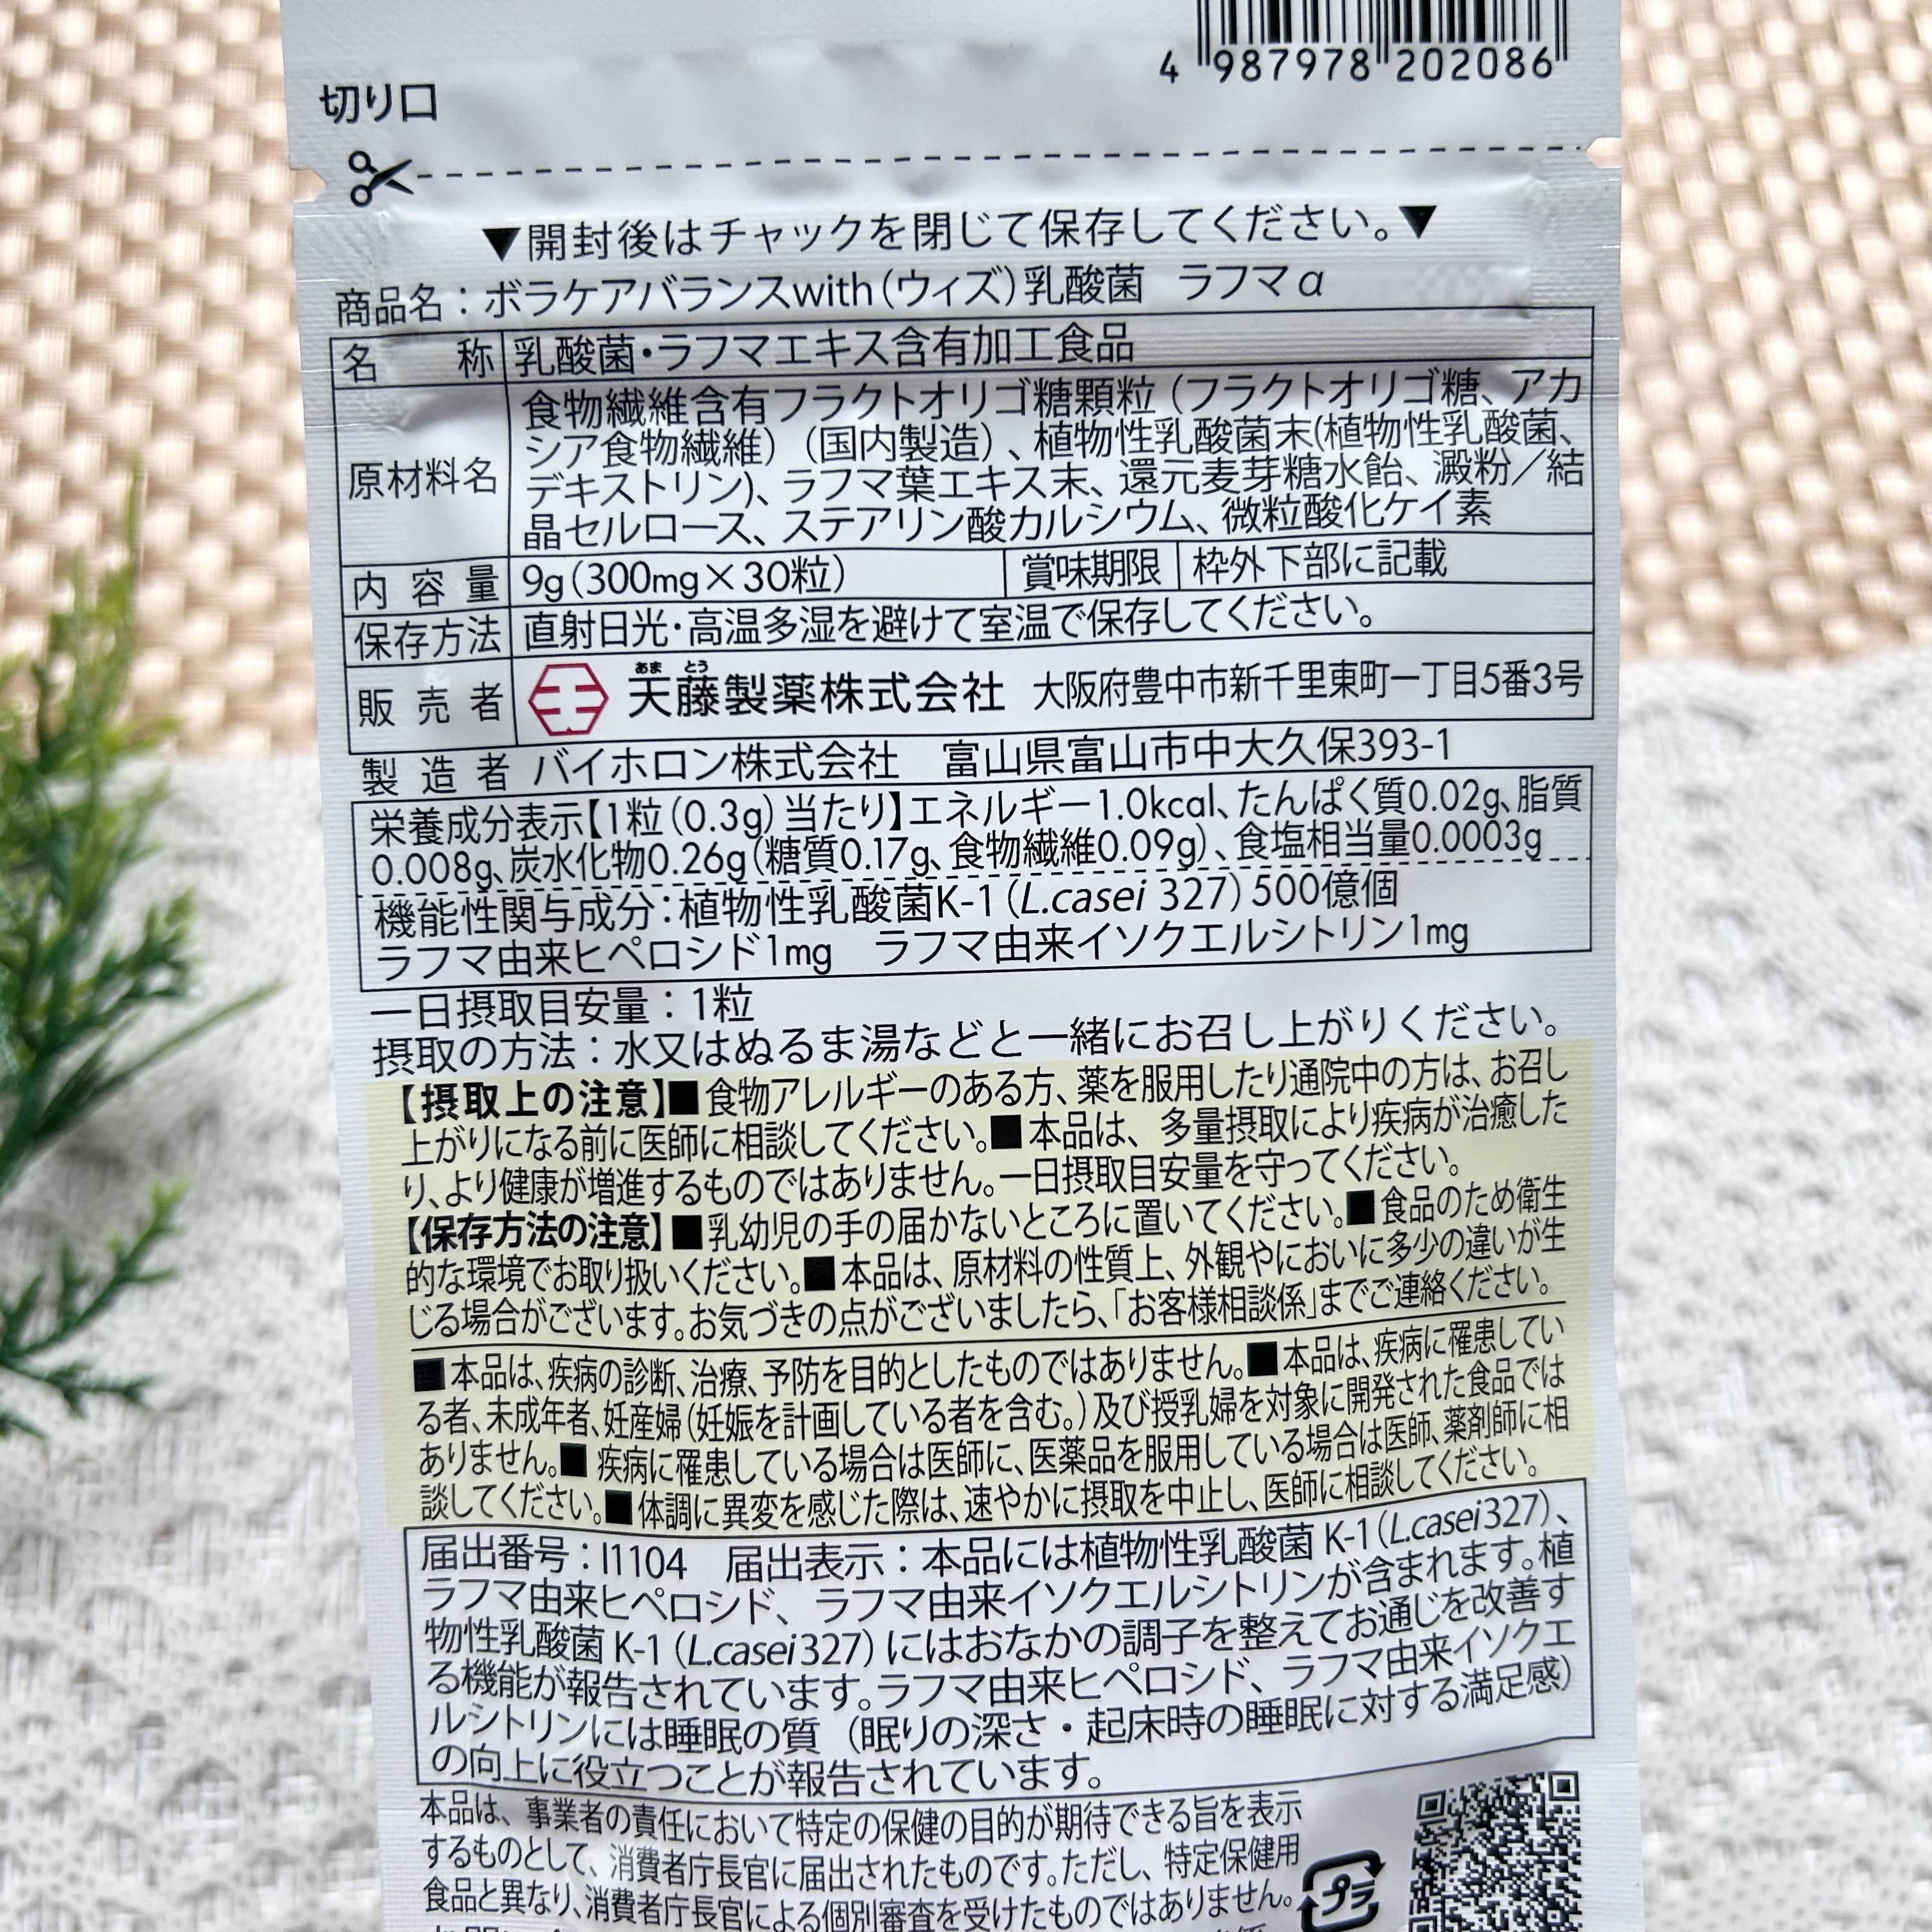 4 987978 202086
切り口
▼開封後はチャックを閉じて保存してください。▼
商品名：ボラケアバランスwith（ウィズ）乳酸菌　ラフマα
名　称 乳酸菌・ラフマエキス含有加工食品
原材料名 食物繊維含有フラクトオリゴ糖顆粒（フラクトオリゴ糖、アカ
シア食物繊維）（国内製造）、植物性乳酸菌末(植物性乳酸菌、
デキストリン)、ラフマ葉エキス末、還元麦芽糖水飴、澱粉／結
晶セルロース、ステアリン酸カルシウム、微粒酸化ケイ素
内容量 9g（300mg×30粒） 賞味期限 枠外下部に記載
保存方法 直射日光・高温多湿を避けて室温で保存してください。
販売者 天藤製薬株式会社 あま とう 大阪府豊中市新千里東町一丁目5番3号
製造者 バイホロン株式会社　富山県富山市中大久保393-1
栄養成分表示【1粒（0.3g）当たり】エネルギー1.0kcal、たんぱく質0.02g、脂質
0.008g、炭水化物0.26g（糖質0.17g、食物繊維0.09g）、食塩相当量0.0003g
機能性関与成分：植物性乳酸菌K-1（L.casei 327）500億個
ラフマ由来ヒペロシド1mg　ラフマ由来イソクエルシトリン1mg
一日摂取目安量：1粒
摂取の方法：水又はぬるま湯などと一緒にお召し上がりください。
【摂取上の注意】■食物アレルギーのある方、薬を服用したり通院中の方は、お召し
上がりになる前に医師に相談してください。■本品は、多量摂取により疾病が治癒した
り、より健康が増進するものではありません。一日摂取目安量を守ってください。
【保存方法の注意】■乳幼児の手の届かないところに置いてください。■食品のため衛生
的な環境でお取り扱いください。■本品は、原材料の性質上、外観やにおいに多少の違いが生
じる場合がございます。お気づきの点がございましたら、「お客様相談係」までご連絡ください。
■本品は、疾病の診断、治療、予防を目的としたものではありません。■本品は、疾病に罹患してい
る者、未成年者、妊産婦（妊娠を計画している者を含む。）及び授乳婦を対象に開発された食品では
ありません。■疾病に罹患している場合は医師に、医薬品を服用している場合は医師、薬剤師に相
談してください。■体調に異変を感じた際は、速やかに摂取を中止し、医師に相談してください。
届出番号：I1104　届出表示：本品には植物性乳酸菌 K-1（L.casei327）、
ラフマ由来ヒペロシド、ラフマ由来イソクエルシトリンが含まれます。植
物性乳酸菌 K-1（L.casei327）にはおなかの調子を整えてお通じを改善す
る機能が報告されています。ラフマ由来ヒペロシド、ラフマ由来イソクエ
ルシトリンには睡眠の質（眠りの深さ・起床時の睡眠に対する満足感）
の向上に役立つことが報告されています。
本品は、事業者の責任において特定の保健の目的が期待できる旨を表示
するものとして、消費者庁長官に届出されたものです。ただし、特定保健用
食品と異なり、消費者庁長官による個別審査を受けたものではありません。
プラ